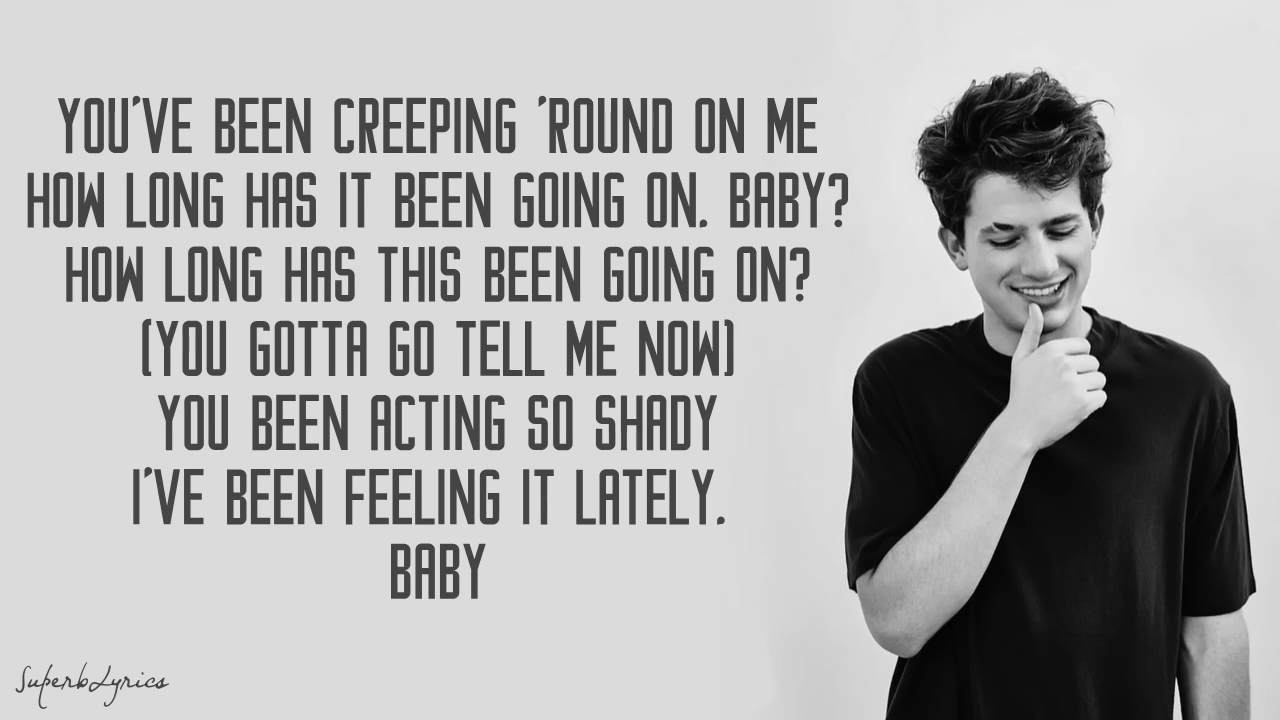 YOU'VE BEEN CREEPING 'ROUND ON ME
HOW LONG HAS IT BEEN GOING ON, BABY?
HOW LONG HAS THIS BEEN GOING ON?
(YOU GOTTA GO TELL ME NOW)
YOU BEEN ACTING SO SHADY
I'VE BEEN FEELING IT LATELY,
BABY
SuperbLyrics